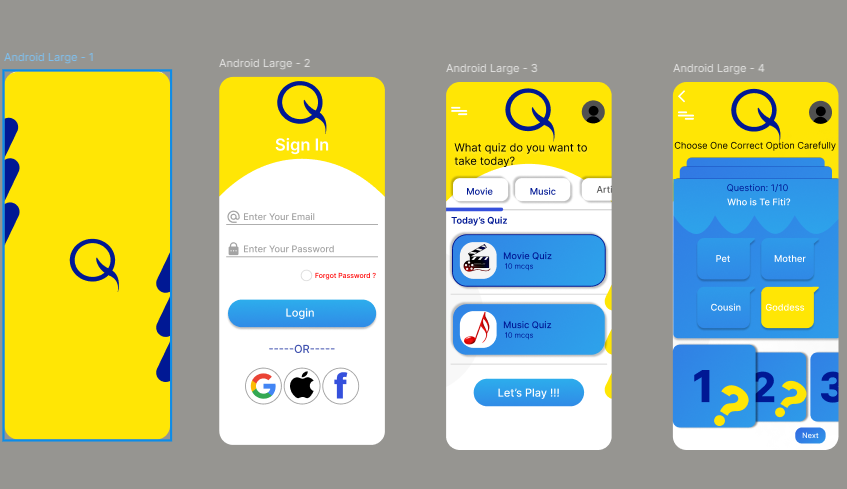 Android Large - 1
Android Large - 2
Q
Sign In
Enter Your Email
Enter Your Password
Forgot Password ?
Login
-----OR-----
G
f
Android Large - 3
Q
What quiz do you want to
take today?
Movie
Music
Arti
Today's Quiz
Movie Quiz
10 mcqs
Music Quiz
10 mcqs
Let's Play !!!
Android Large - 4
Q
Choose One Correct Option Carefully
Question: 1/10
Who is Te Fiti?
Pet
Mother
Cousin
Goddess
1?
2?
3
Next
Q